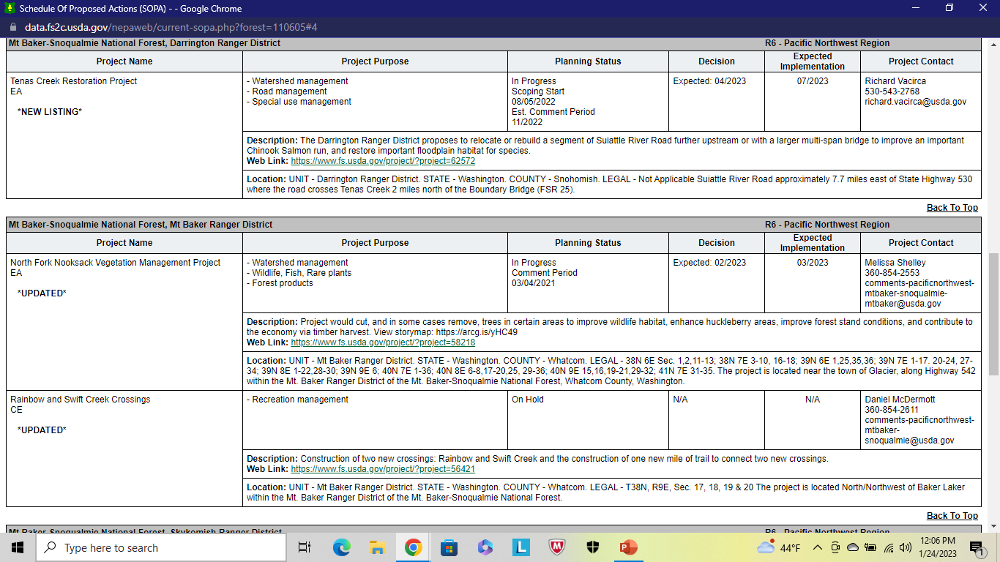 Schedule Of Proposed Actions (SOPA) - - Google Chrome
data.fs2c.usda.gov/nepaweb/current-sopa.php?forest=110605#4
Mt Baker-Snoqualmie National Forest, Darrington Ranger District R6 - Pacific Northwest Region
Project Name Project Purpose Planning Status Decision Expected Implementation Project Contact
Tenas Creek Restoration Project
EA
*NEW LISTING*
- Watershed management
- Road management
- Special use management
In Progress
Scoping Start
08/05/2022
Est. Comment Period
11/2022
Expected: 04/2023
07/2023
Richard Vacirca
530-543-2768
richard.vacirca@usda.gov
Description: The Darrington Ranger District proposes to relocate or rebuild a segment of Suiattle River Road further upstream or with a larger multi-span bridge to improve an important
Chinook Salmon run, and restore important floodplain habitat for species.
Web Link: https://www.fs.usda.gov/project/?project=62572
Location: UNIT - Darrington Ranger District. STATE - Washington. COUNTY - Snohomish. LEGAL - Not Applicable Suiattle River Road approximately 7.7 miles east of State Highway 530
where the road crosses Tenas Creek 2 miles north of the Boundary Bridge (FSR 25).
Back To Top
Mt Baker-Snoqualmie National Forest, Mt Baker Ranger District R6 - Pacific Northwest Region
Project Name Project Purpose Planning Status Decision Expected Implementation Project Contact
North Fork Nooksack Vegetation Management Project
EA
*UPDATED*
- Watershed management
- Wildlife, Fish, Rare plants
- Forest products
In Progress
Comment Period
03/04/2021
Expected: 02/2023
03/2023
Melissa Shelley
360-854-2553
comments-pacificnorthwest-
mtbaker-snoqualmie-
mtbaker@usda.gov
Description: Project would cut, and in some cases remove, trees in certain areas to improve wildlife habitat, enhance huckleberry areas, improve forest stand conditions, and contribute to
the economy via timber harvest. View storymap: https://arcg.is/yHC49
Web Link: https://www.fs.usda.gov/project/?project=58218
Location: UNIT - Mt Baker Ranger District. STATE - Washington. COUNTY - Whatcom. LEGAL - 38N 6E Sec. 1,2,11-13; 38N 7E 3-10, 16-18; 39N 6E 1,25,35,36; 39N 7E 1-17. 20-24, 27-
34; 39N 8E 1-22,28-30; 39N 9E 6; 40N 7E 1-36; 40N 8E 6-8,17-20,25, 29-36; 40N 9E 15,16,19-21,29-32; 41N 7E 31-35. The project is located near the town of Glacier, along Highway 542
within the Mt. Baker Ranger District of the Mt. Baker-Snoqualmie National Forest, Whatcom County, Washington.
Rainbow and Swift Creek Crossings
CE
*UPDATED*
- Recreation management
On Hold
N/A
N/A
Daniel McDermott
360-854-2611
comments-pacificnorthwest-
mtbaker-
snoqualmie@usda.gov
Description: Construction of two new crossings: Rainbow and Swift Creek and the construction of one new mile of trail to connect two new crossings.
Web Link: https://www.fs.usda.gov/project/?project=56421
Location: UNIT - Mt Baker Ranger District. STATE - Washington. COUNTY - Whatcom. LEGAL - T38N, R9E, Sec. 17, 18, 19 & 20 The project is located North/Northwest of Baker Laker
within the Mt. Baker Ranger District of the Mt. Baker-Snoqualmie National Forest.
Back To Top
Mt Baker-Snoqualmie National Forest, Skykomish Ranger District R6 - Pacific Northwest Region
Type here to search
L
P
44°F
12:06 PM
1/24/2023
1